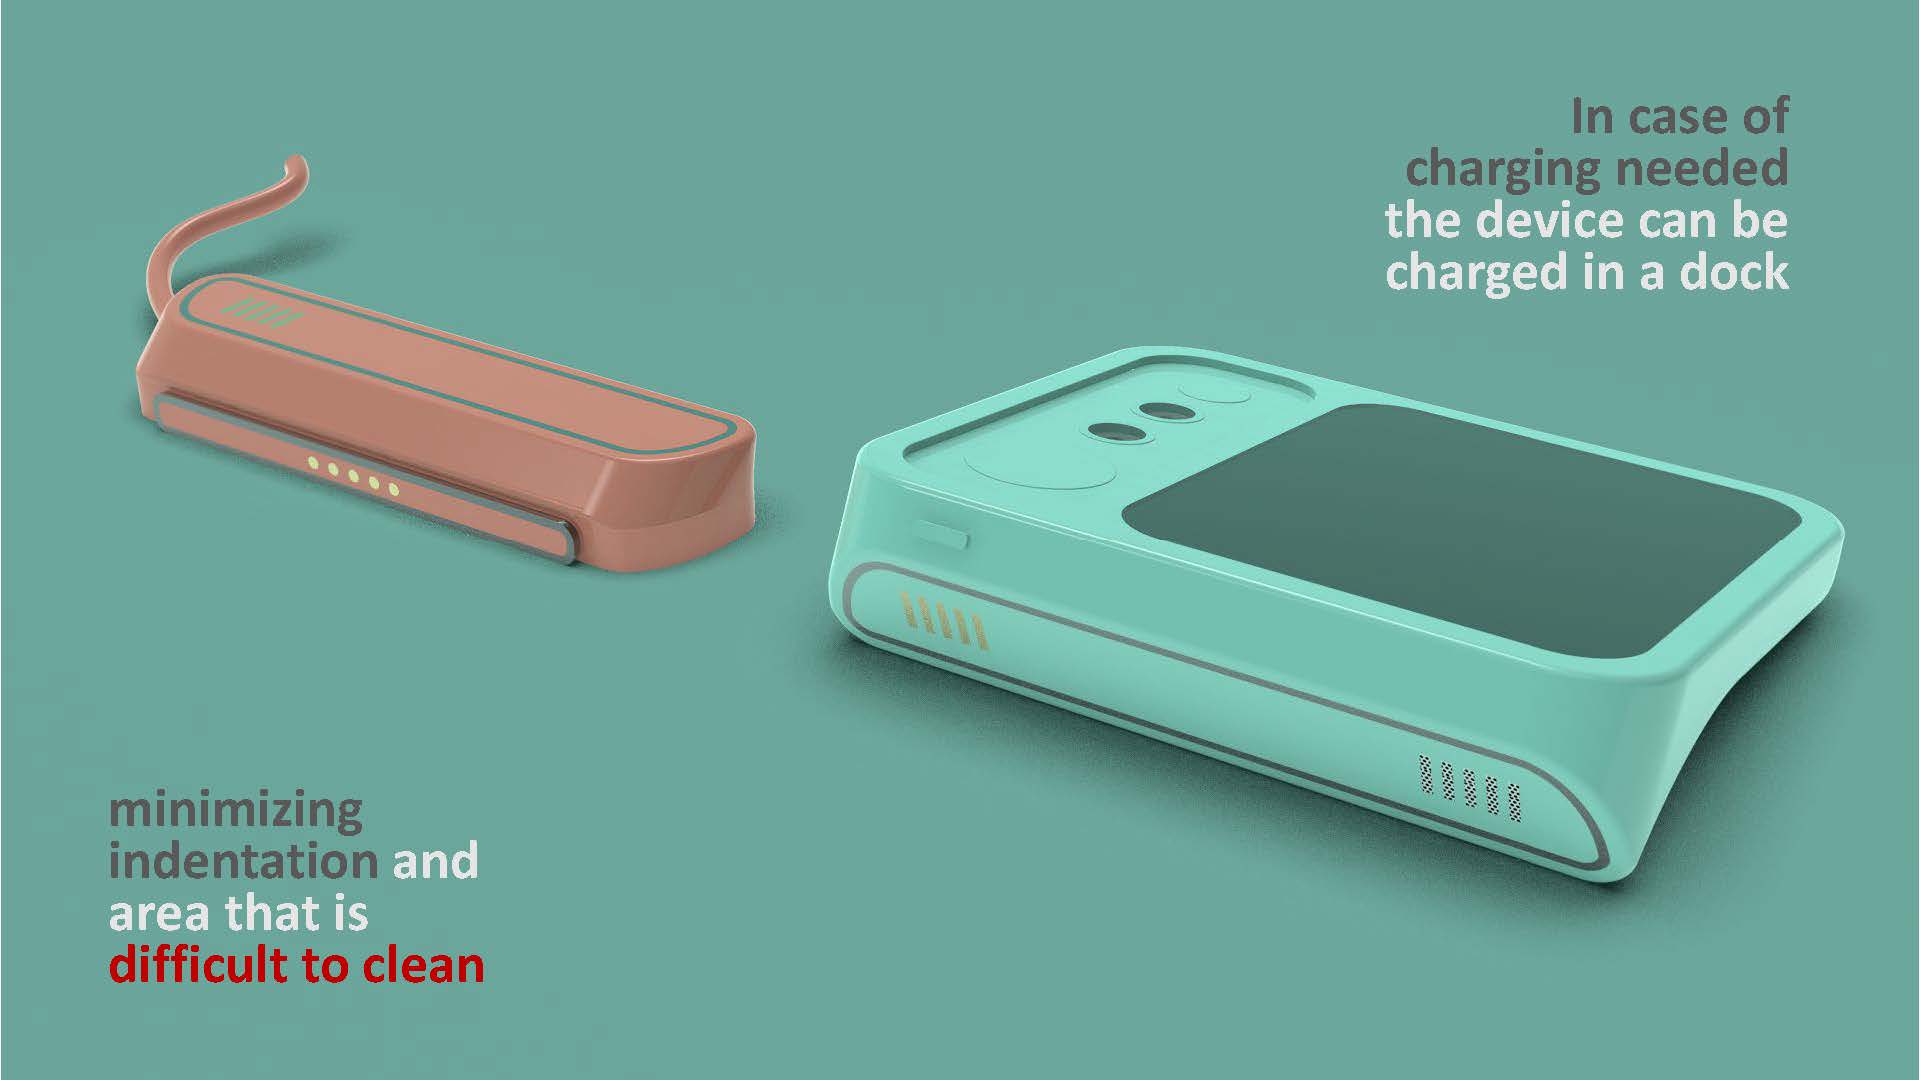 In case of
charging needed
the device can be
charged in a dock
minimizing
indentation and
area that is
difficult to clean